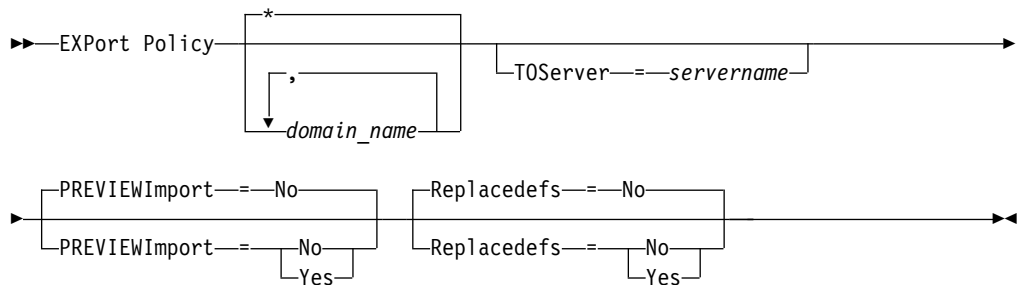 *
EXPort Policy
,
domain_name
TOServer = servername
PREVIEWImport = No
PREVIEWImport = No
Yes
Replacedefs = No
Replacedefs = No
Yes